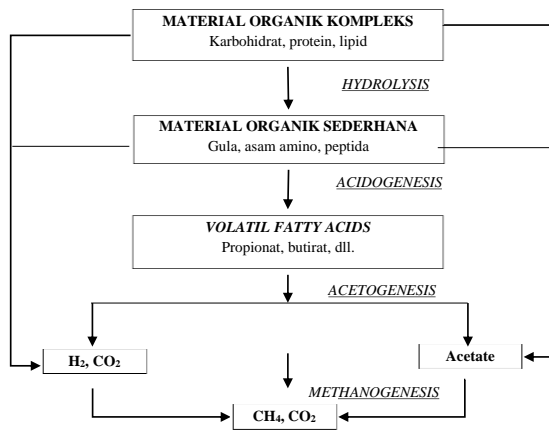 MATERIAL ORGANIK KOMPLEKS
Karbohidrat, protein, lipid
HYDROLYSIS
MATERIAL ORGANIK SEDERHANA
Gula, asam amino, peptida
ACIDOGENESIS
VOLATIL FATTY ACIDS
Propionat, butirat, dll.
ACETOGENESIS
H₂, CO₂
Acetate
METHANOGENESIS
CH₄, CO₂